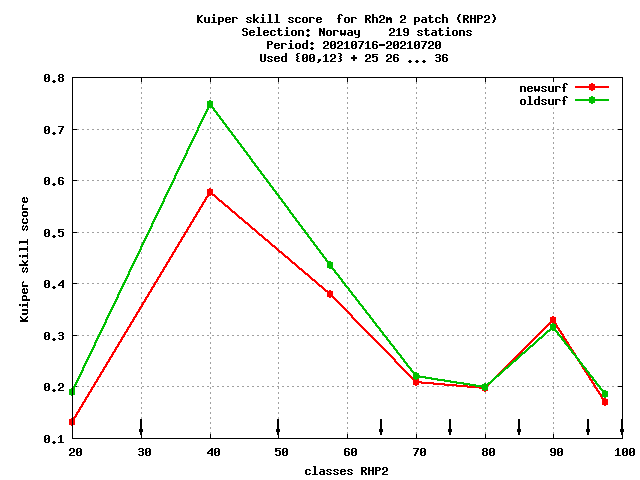 Kuiper skill score  for Rh2m 2 patch (RHP2)
Selection: Norway    219 stations
Period: 20210716-20210720
Used {00,12} + 25 26 ... 36
newsurf
oldsurf
0.8
0.7
0.6
0.5
0.4
0.3
0.2
0.1
Kuiper skill score
20 30 40 50 60 70 80 90 100
classes RHP2